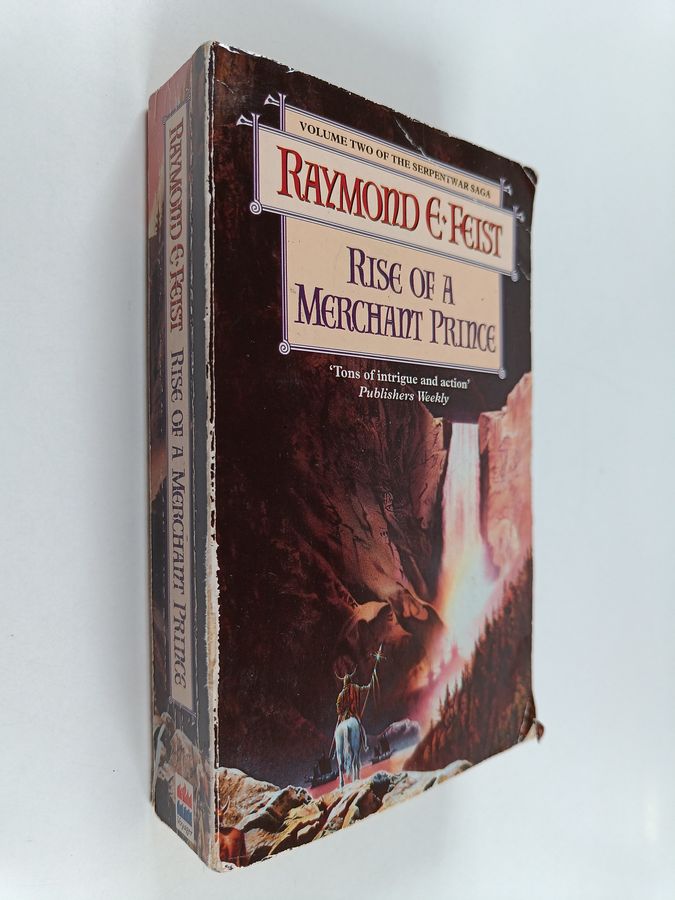 VOLUME TWO OF THE SERPENTWAR SAGA
RAYMOND E·FEIST
RISE OF A
MERCHANT PRINCE
‘Tons of intrigue and action’
Publishers Weekly
RAYMOND E·FEIST RISE OF A MERCHANT PRINCE
Voyager